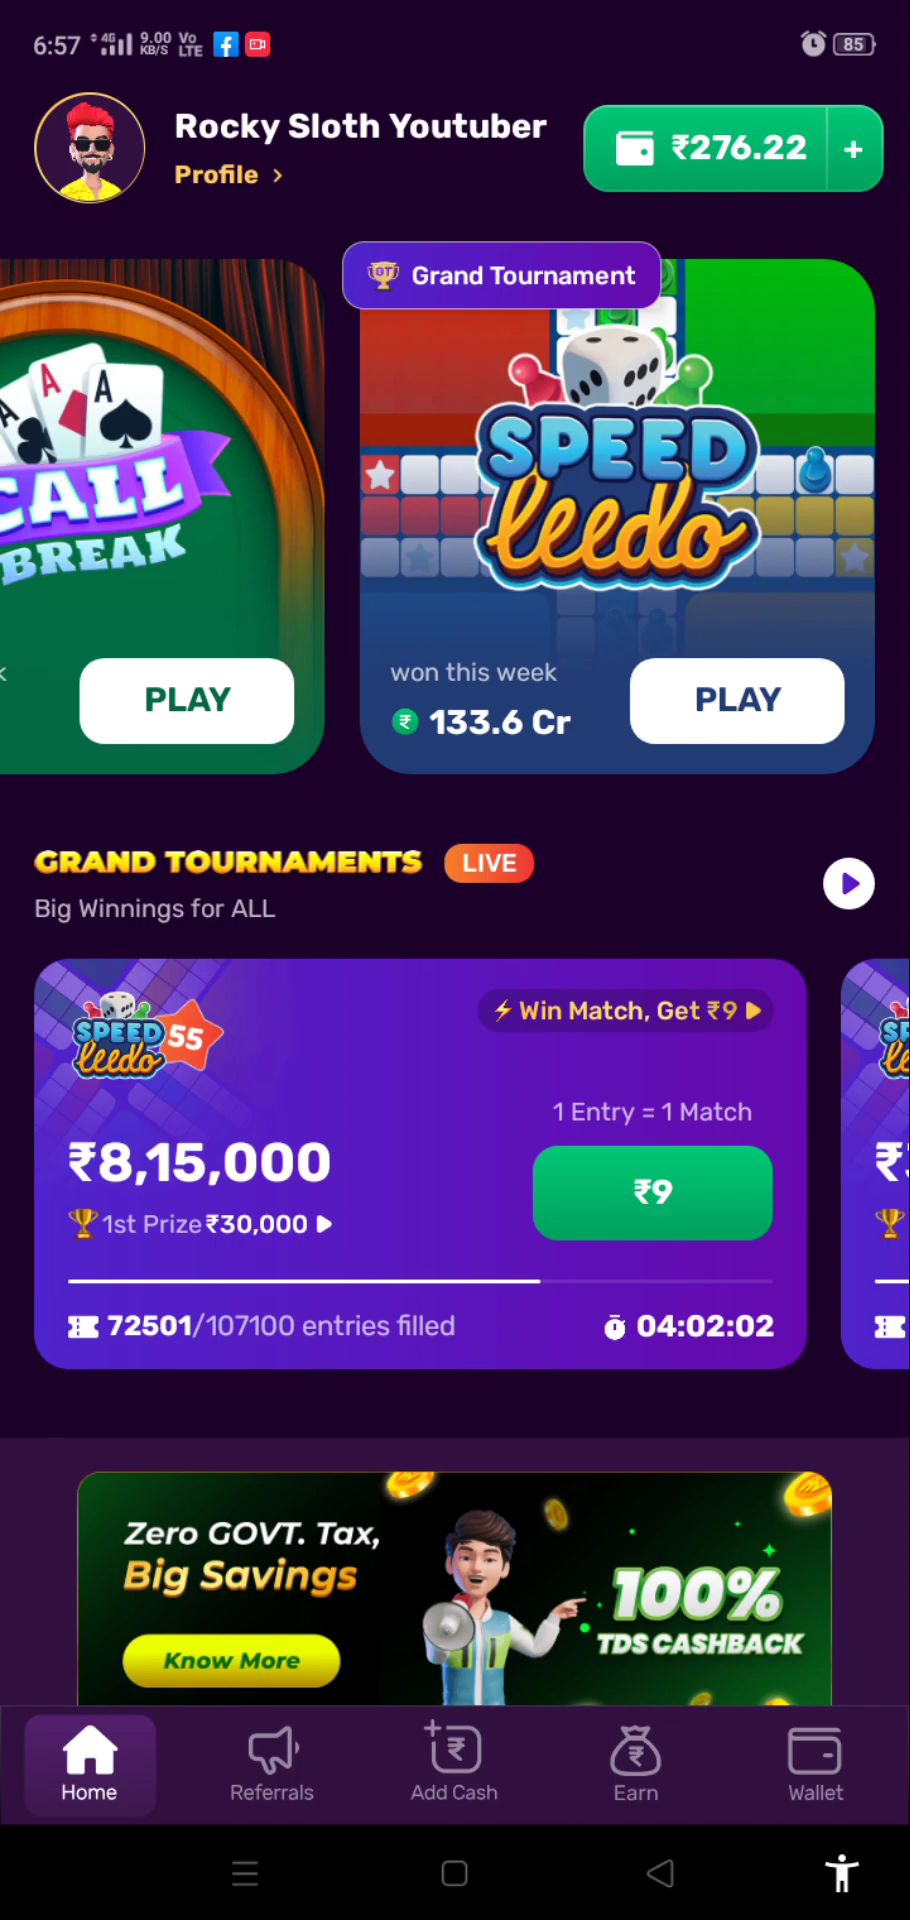 6:57 4G 9.00 KB/S Vo LTE 85
Rocky Sloth Youtuber
Profile
₹276.22 +
Grand Tournament
A A A
CALL
BREAK
SPEED
leedo
k
PLAY
won this week
₹ 133.6 Cr
PLAY
GRAND TOURNAMENTS LIVE
Big Winnings for ALL
SPEED
leedo
55
Win Match, Get ₹9
1 Entry = 1 Match
₹8,15,000
₹9
1st Prize ₹30,000
72501/107100 entries filled
04:02:02
Zero GOVT. Tax,
Big Savings
Know More
100%
TDS CASHBACK
Home
Referrals
Add Cash
Earn
Wallet